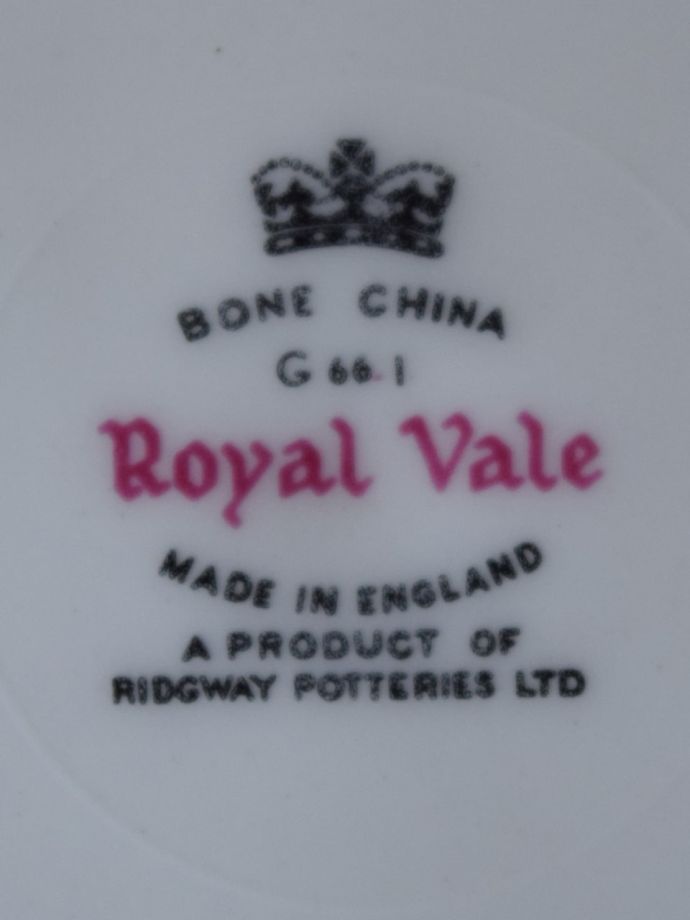 BONE CHINA
G 66 1
Royal Vale
MADE IN ENGLAND
A PRODUCT OF
RIDGWAY POTTERIES LTD